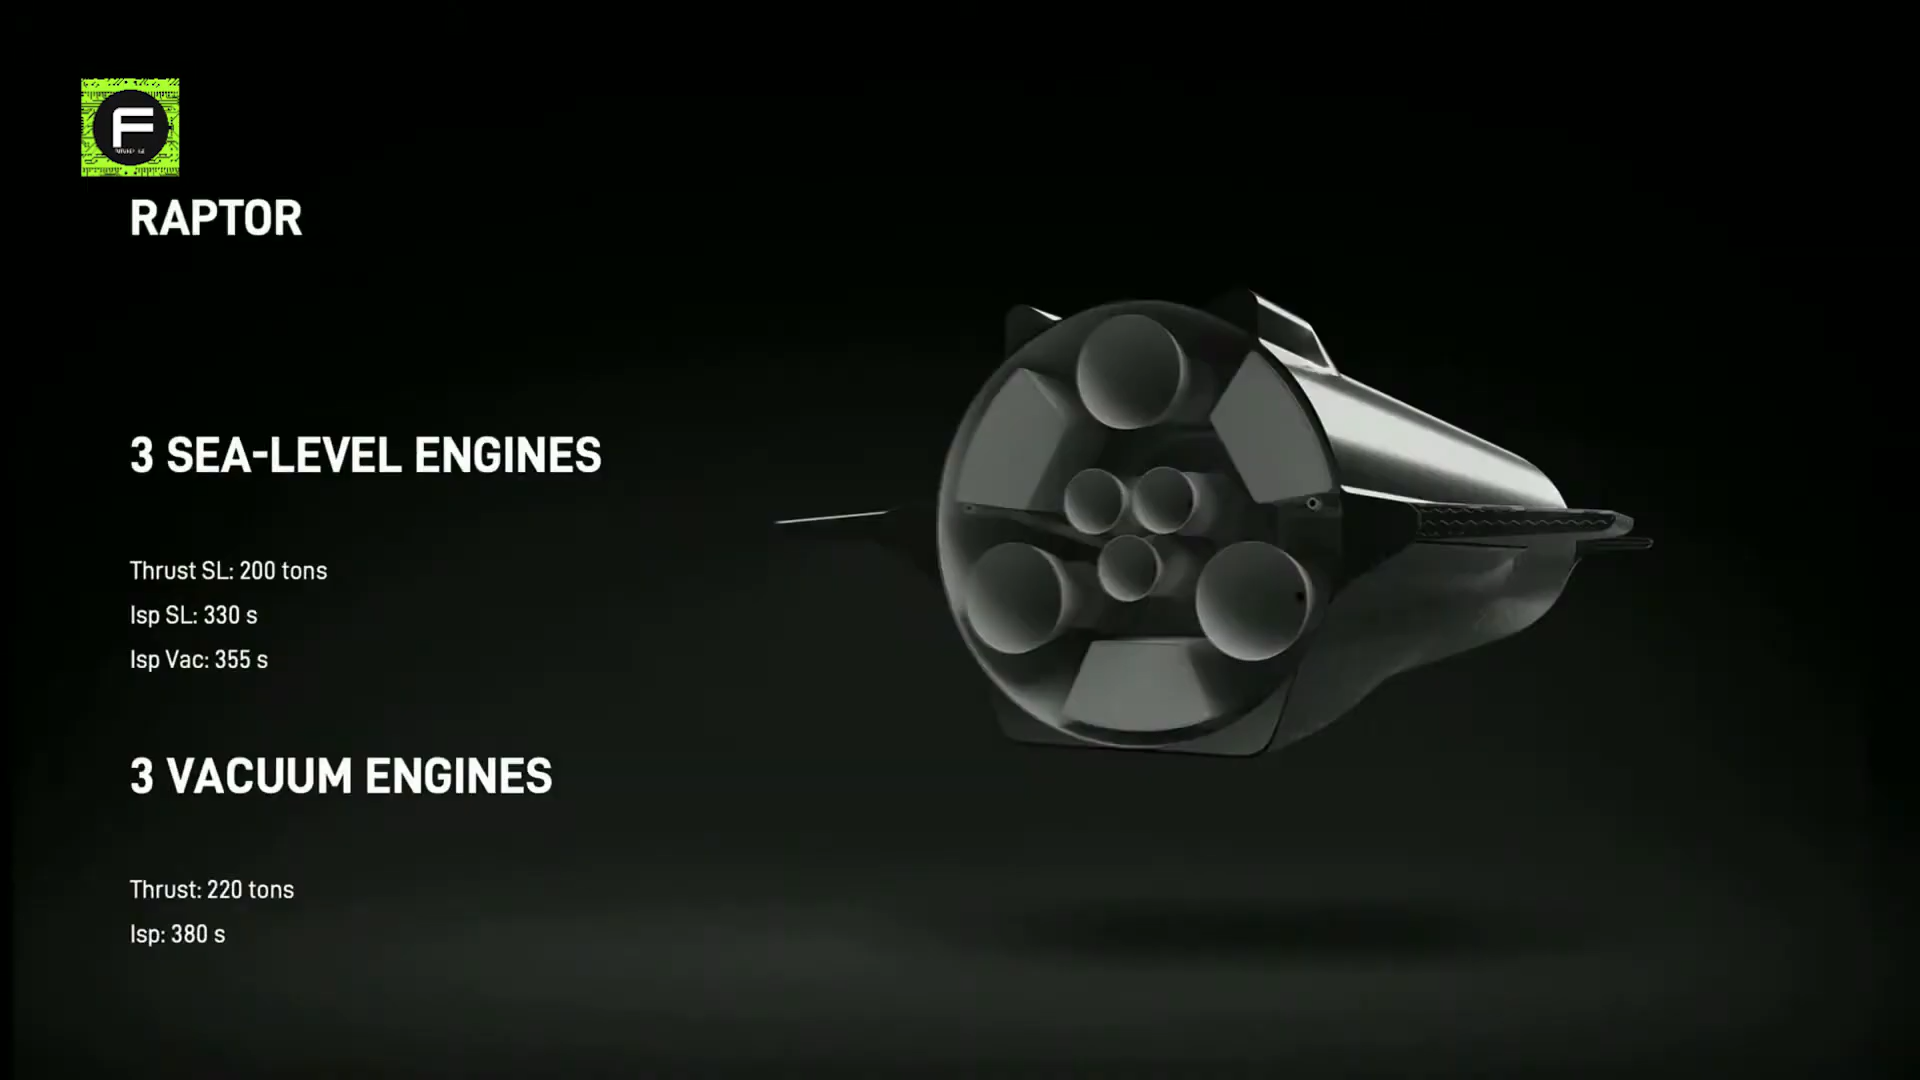 F
RAPTOR
3 SEA-LEVEL ENGINES
Thrust SL: 200 tons
Isp SL: 330 s
Isp Vac: 355 s
3 VACUUM ENGINES
Thrust: 220 tons
Isp: 380 s